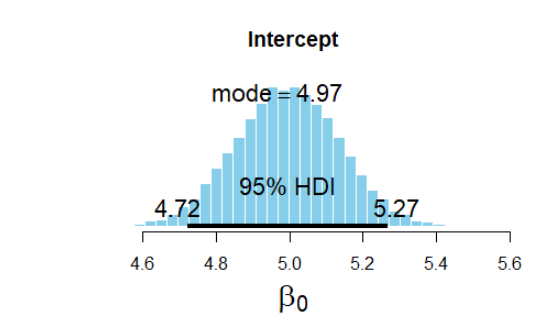 Intercept
mode = 4.97
95% HDI
4.72 5.27
4.6 4.8 5.0 5.2 5.4 5.6
β0